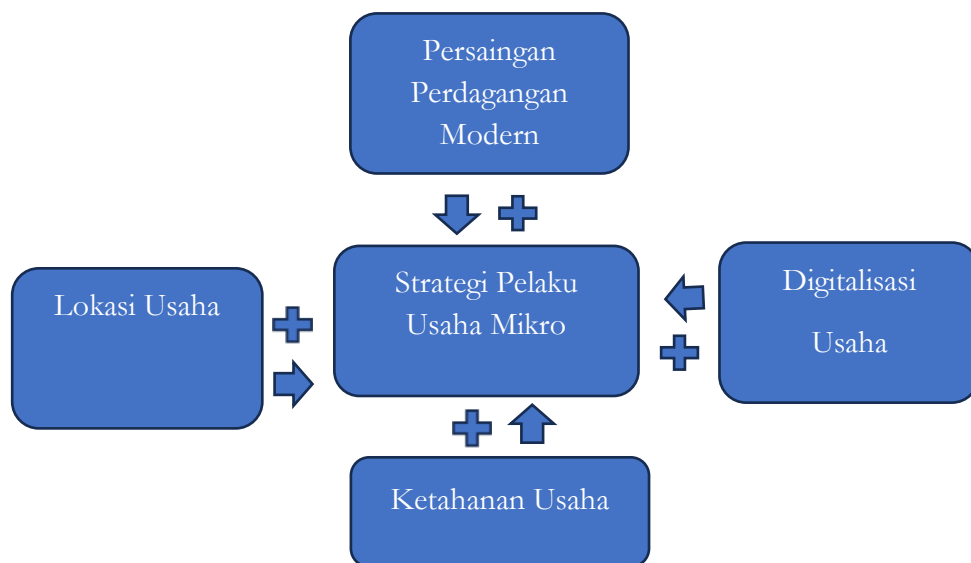 Persaingan
Perdagangan
Modern
Lokasi Usaha
Strategi Pelaku
Usaha Mikro
Digitalisasi
Usaha
Ketahanan Usaha